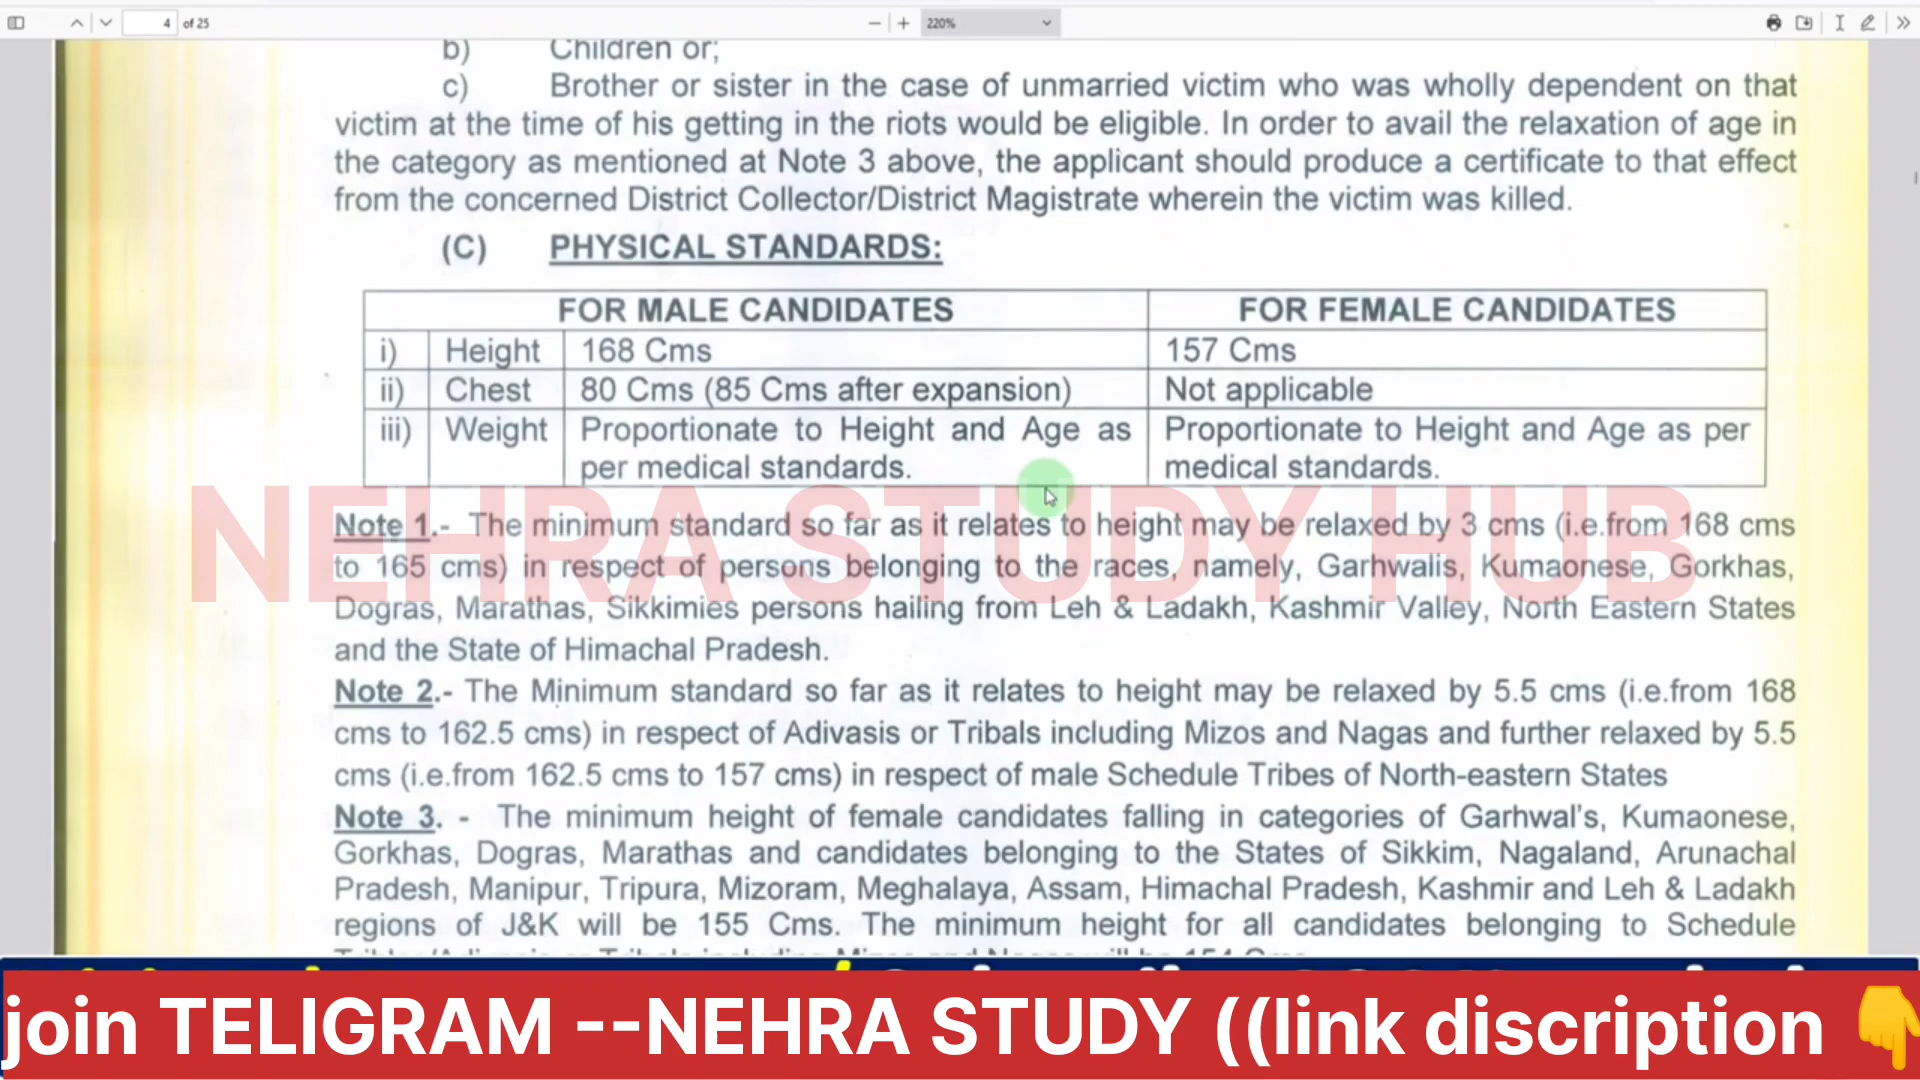 4 of 25
220%
b) Children or;
c) Brother or sister in the case of unmarried victim who was wholly dependent on that
victim at the time of his getting in the riots would be eligible. In order to avail the relaxation of age in
the category as mentioned at Note 3 above, the applicant should produce a certificate to that effect
from the concerned District Collector/District Magistrate wherein the victim was killed.
(C) PHYSICAL STANDARDS:
FOR MALE CANDIDATES FOR FEMALE CANDIDATES
i) Height 168 Cms 157 Cms
ii) Chest 80 Cms (85 Cms after expansion) Not applicable
iii) Weight Proportionate to Height and Age as Proportionate to Height and Age as per
per medical standards. medical standards.
NEHRA STUDY HUB
Note 1.- The minimum standard so far as it relates to height may be relaxed by 3 cms (i.e.from 168 cms
to 165 cms) in respect of persons belonging to the races, namely, Garhwalis, Kumaonese, Gorkhas,
Dogras, Marathas, Sikkimies persons hailing from Leh & Ladakh, Kashmir Valley, North Eastern States
and the State of Himachal Pradesh.
Note 2.- The Minimum standard so far as it relates to height may be relaxed by 5.5 cms (i.e.from 168
cms to 162.5 cms) in respect of Adivasis or Tribals including Mizos and Nagas and further relaxed by 5.5
cms (i.e.from 162.5 cms to 157 cms) in respect of male Schedule Tribes of North-eastern States
Note 3. - The minimum height of female candidates falling in categories of Garhwal's, Kumaonese,
Gorkhas, Dogras, Marathas and candidates belonging to the States of Sikkim, Nagaland, Arunachal
Pradesh, Manipur, Tripura, Mizoram, Meghalaya, Assam, Himachal Pradesh, Kashmir and Leh & Ladakh
regions of J&K will be 155 Cms. The minimum height for all candidates belonging to Schedule
join TELIGRAM --NEHRA STUDY ((link discription 👇